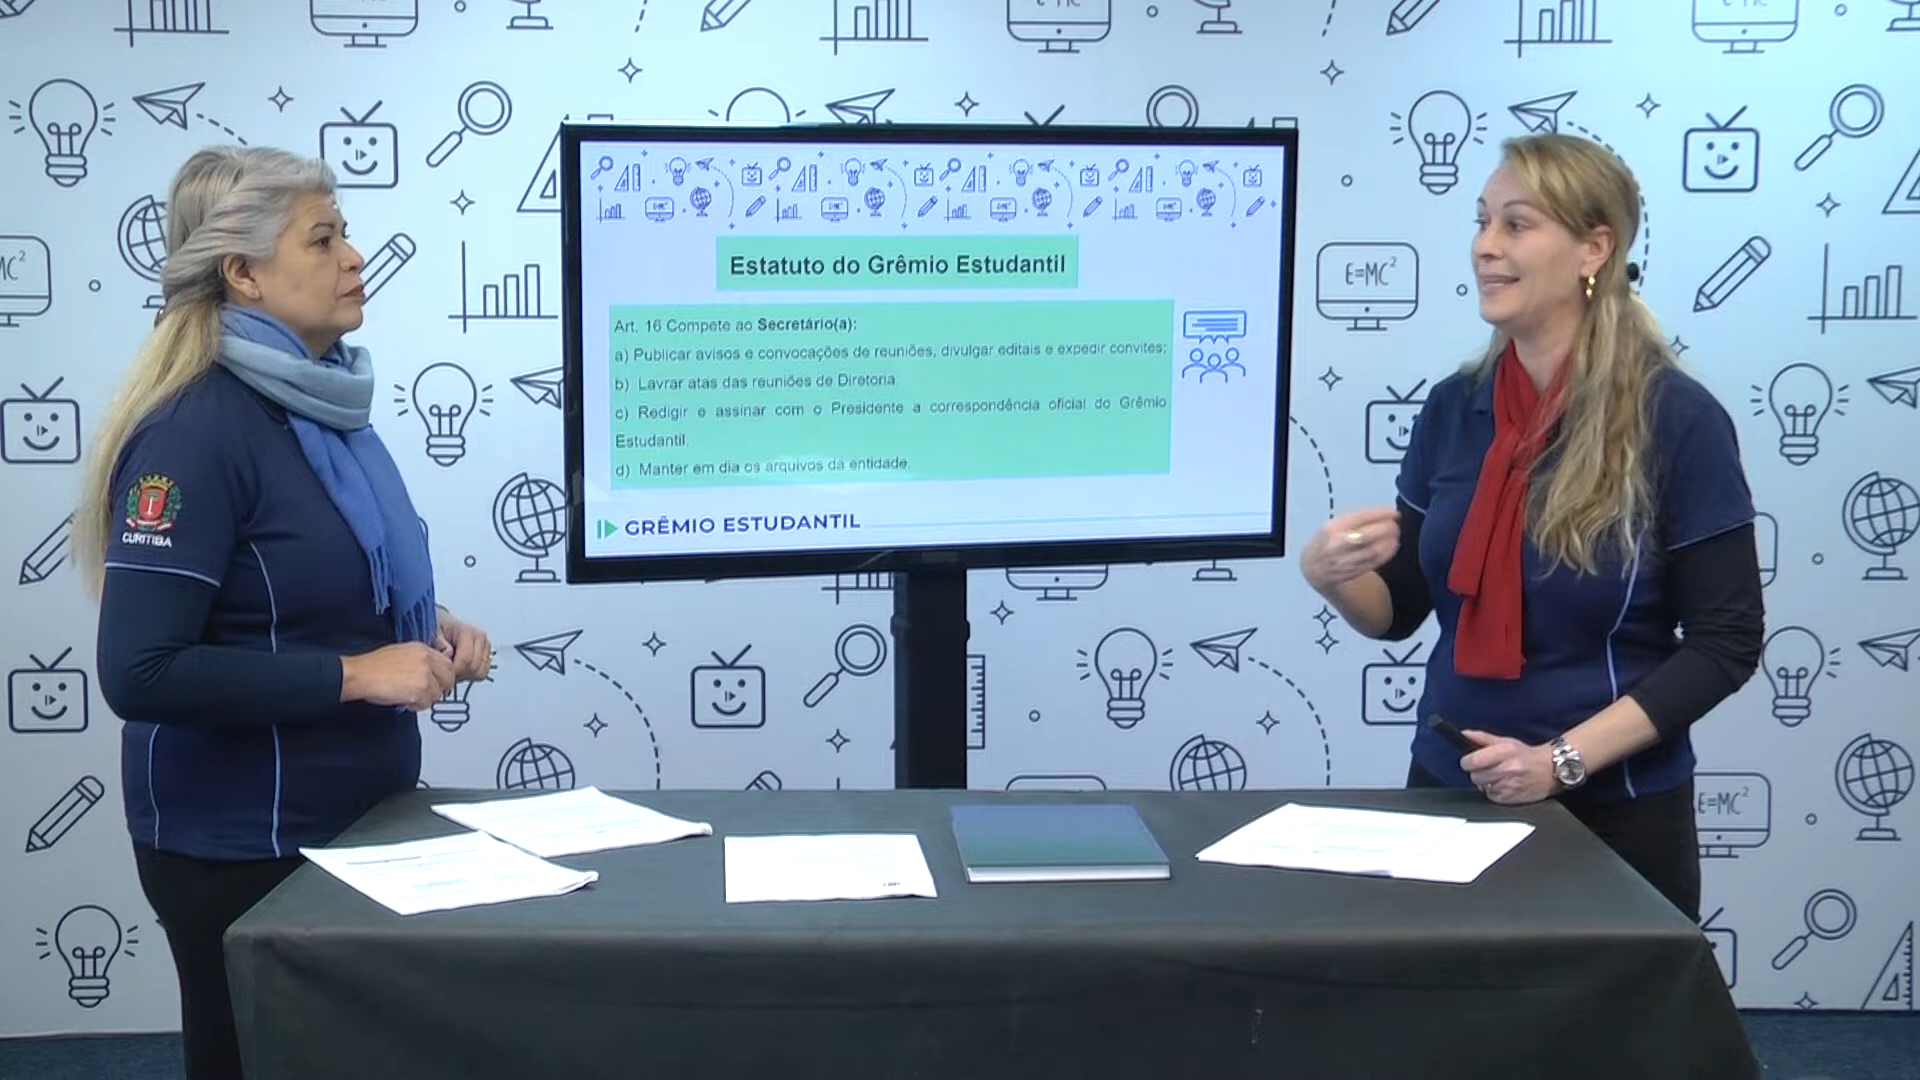 Estatuto do Grêmio Estudantil
Art. 16 Compete ao Secretário(a):
a) Publicar avisos e convocações de reuniões, divulgar editais e expedir convites;
b) Lavrar atas das reuniões de Diretoria.
c) Redigir e assinar com o Presidente a correspondência oficial do Grêmio
Estudantil.
d) Manter em dia os arquivos da entidade.
GRÊMIO ESTUDANTIL
CURITIBA
E=MC²
MC²
E=MC²